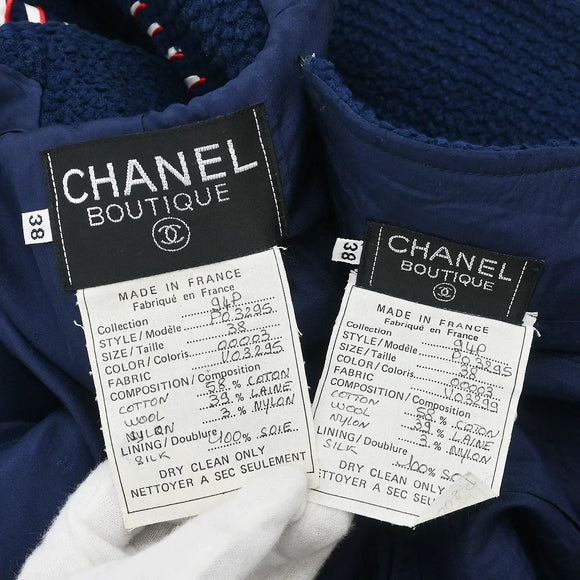 CHANEL
BOUTIQUE
38
MADE IN FRANCE
Fabriqué en France
Collection 94P
STYLE/Modèle P03295
SIZE/Taille 38
COLOR/Coloris 00003
FABRIC V03295
COMPOSITION/Composition
COTTON 58 % COTON
WOOL 39 % LAINE
NYLON 3 % NYLON
LINING/Doublure
SILK 100% SOIE
DRY CLEAN ONLY
NETTOYER A SEC SEULEMENT
CHANEL
BOUTIQUE
38
MADE IN FRANCE
Fabriqué en France
Collection 94P
STYLE/Modèle P03295
SIZE/Taille 38
COLOR/Coloris 00003
FABRIC
COMPOSITION/Composition
COTTON 58 % COTON
WOOL 39 % LAINE
NYLON 3 % NYLON
LINING/Doublure
SILK 100%
DRY CLEAN ONLY
NETTOYER A SEC